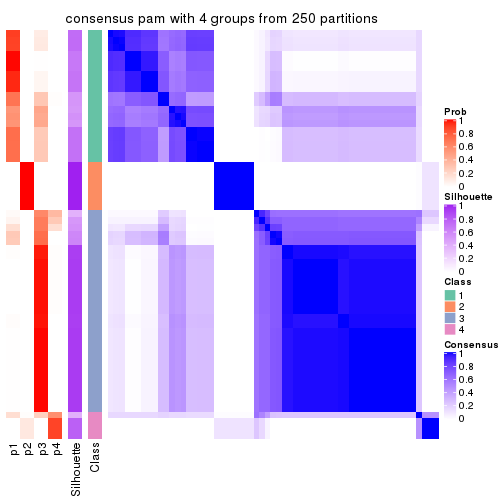 consensus pam with 4 groups from 250 partitions
Prob
1
0.8
0.6
0.4
0.2
0
Silhouette
1
0.8
0.6
0.4
0.2
0
Class
1
2
3
4
Consensus
1
0.8
0.6
0.4
0.2
0
p1
p2
p3
p4
Silhouette
Class